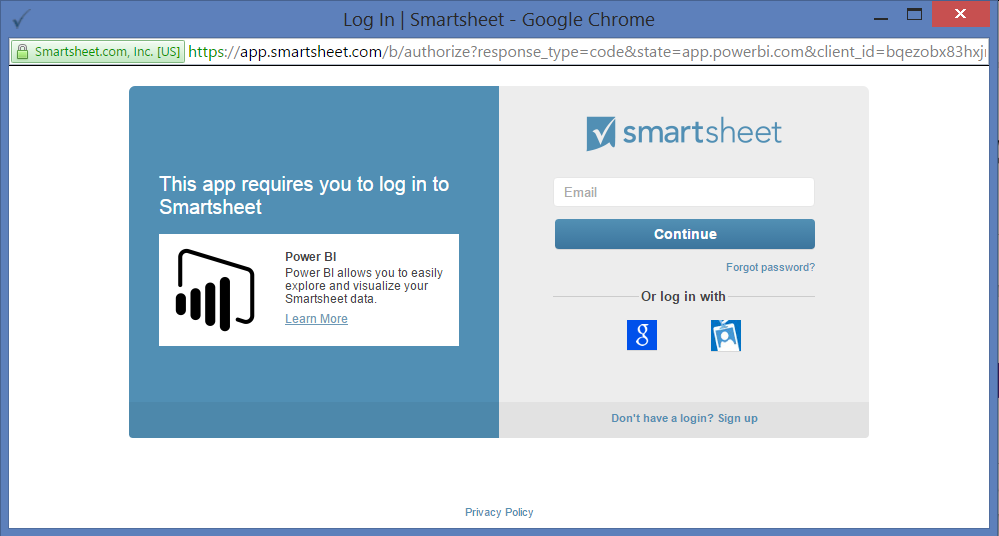 Log In | Smartsheet - Google Chrome
Smartsheet.com, Inc. [US] https://app.smartsheet.com/b/authorize?response_type=code&state=app.powerbi.com&client_id=bqezobx83hxj
smartsheet
This app requires you to log in to
Smartsheet
Email
Continue
Power BI
Power BI allows you to easily
explore and visualize your
Smartsheet data.
Learn More
Forgot password?
Or log in with
g
Don't have a login? Sign up
Privacy Policy